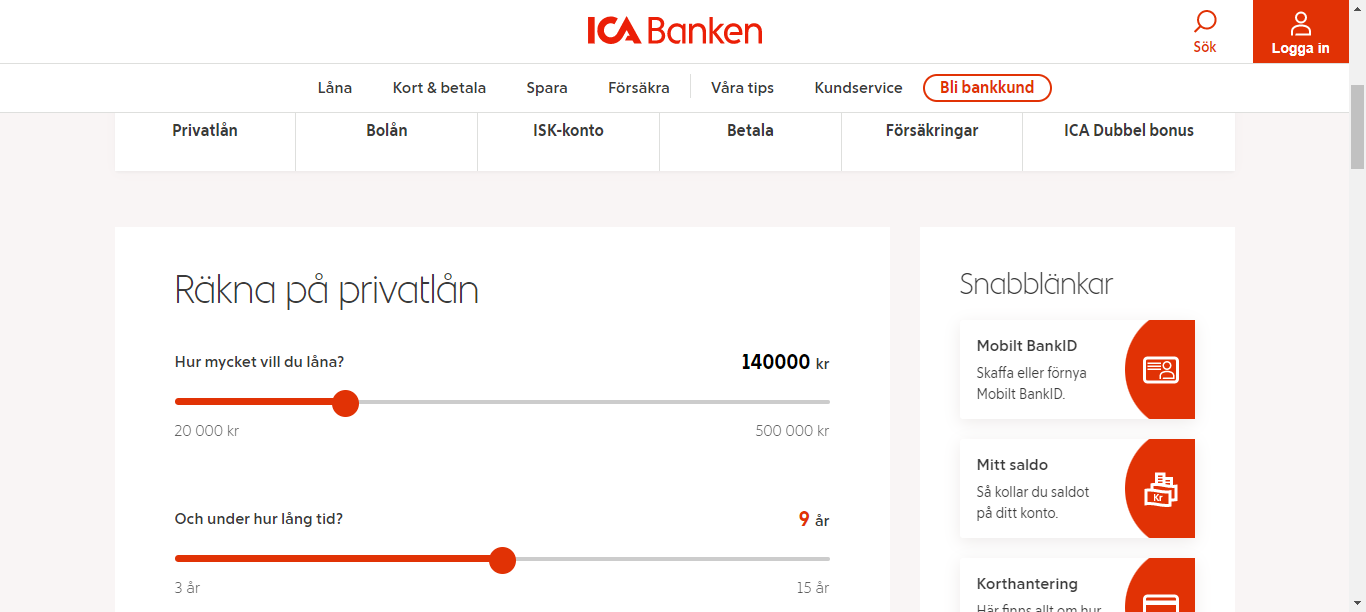 ICA Banken
Sök
Logga in
Låna Kort & betala Spara Försäkra Våra tips Kundservice Bli bankkund
Privatlån Bolån ISK-konto Betala Försäkringar ICA Dubbel bonus
Räkna på privatlån
Hur mycket vill du låna? 140000 kr
20 000 kr 500 000 kr
Och under hur lång tid? 9 år
3 år 15 år
Snabblänkar
Mobilt BankID
Skaffa eller förnya
Mobilt BankID.
Mitt saldo
Så kollar du saldot
på ditt konto.
Kr
Korthantering
Här finns allt om hur